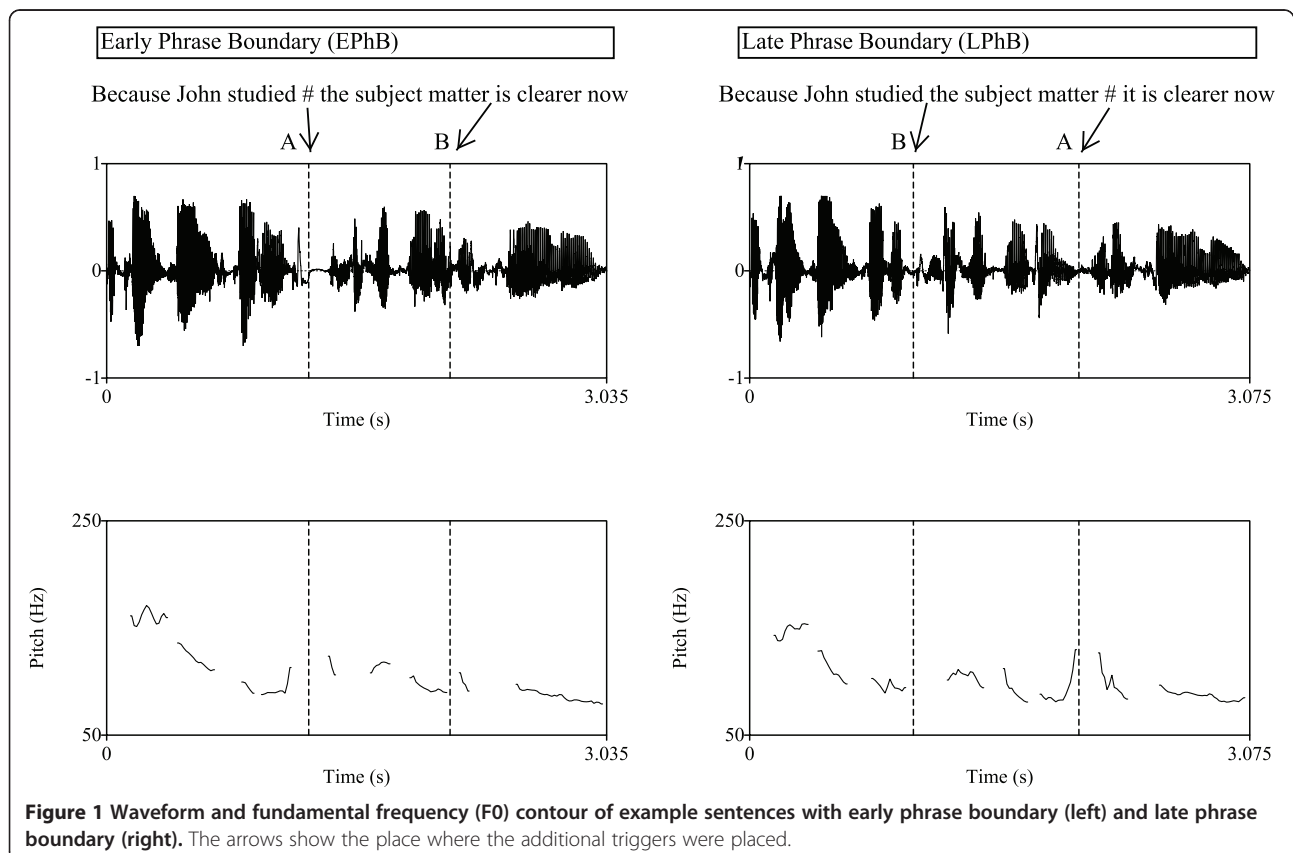 Early Phrase Boundary (EPhB)
Because John studied # the subject matter is clearer now
A
B
1
0
-1
0
3.035
Time (s)
250
Pitch (Hz)
50
0
3.035
Time (s)
Late Phrase Boundary (LPhB)
Because John studied the subject matter # it is clearer now
B
A
1
0
-1
0
3.075
Time (s)
250
Pitch (Hz)
50
0
3.075
Time (s)
Figure 1 Waveform and fundamental frequency (F0) contour of example sentences with early phrase boundary (left) and late phrase
boundary (right). The arrows show the place where the additional triggers were placed.